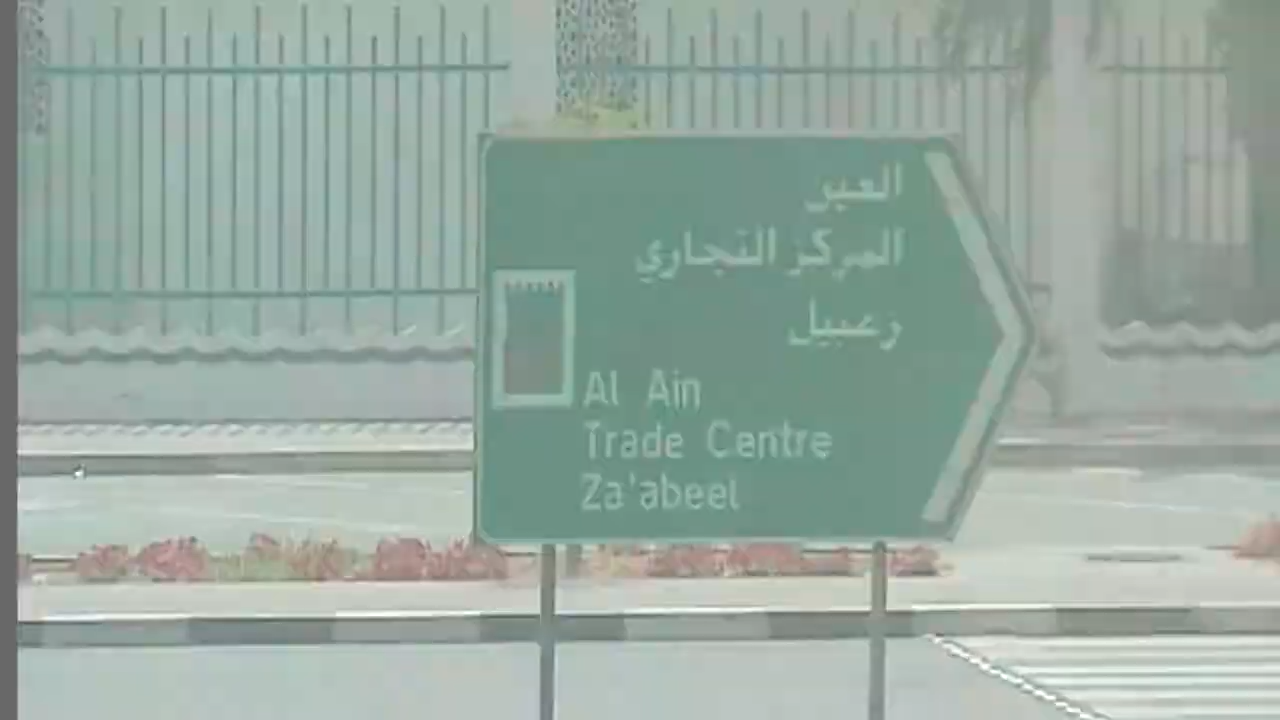 العين
المركز التجاري
زعبيل
Al Ain
Trade Centre
Za'abeel